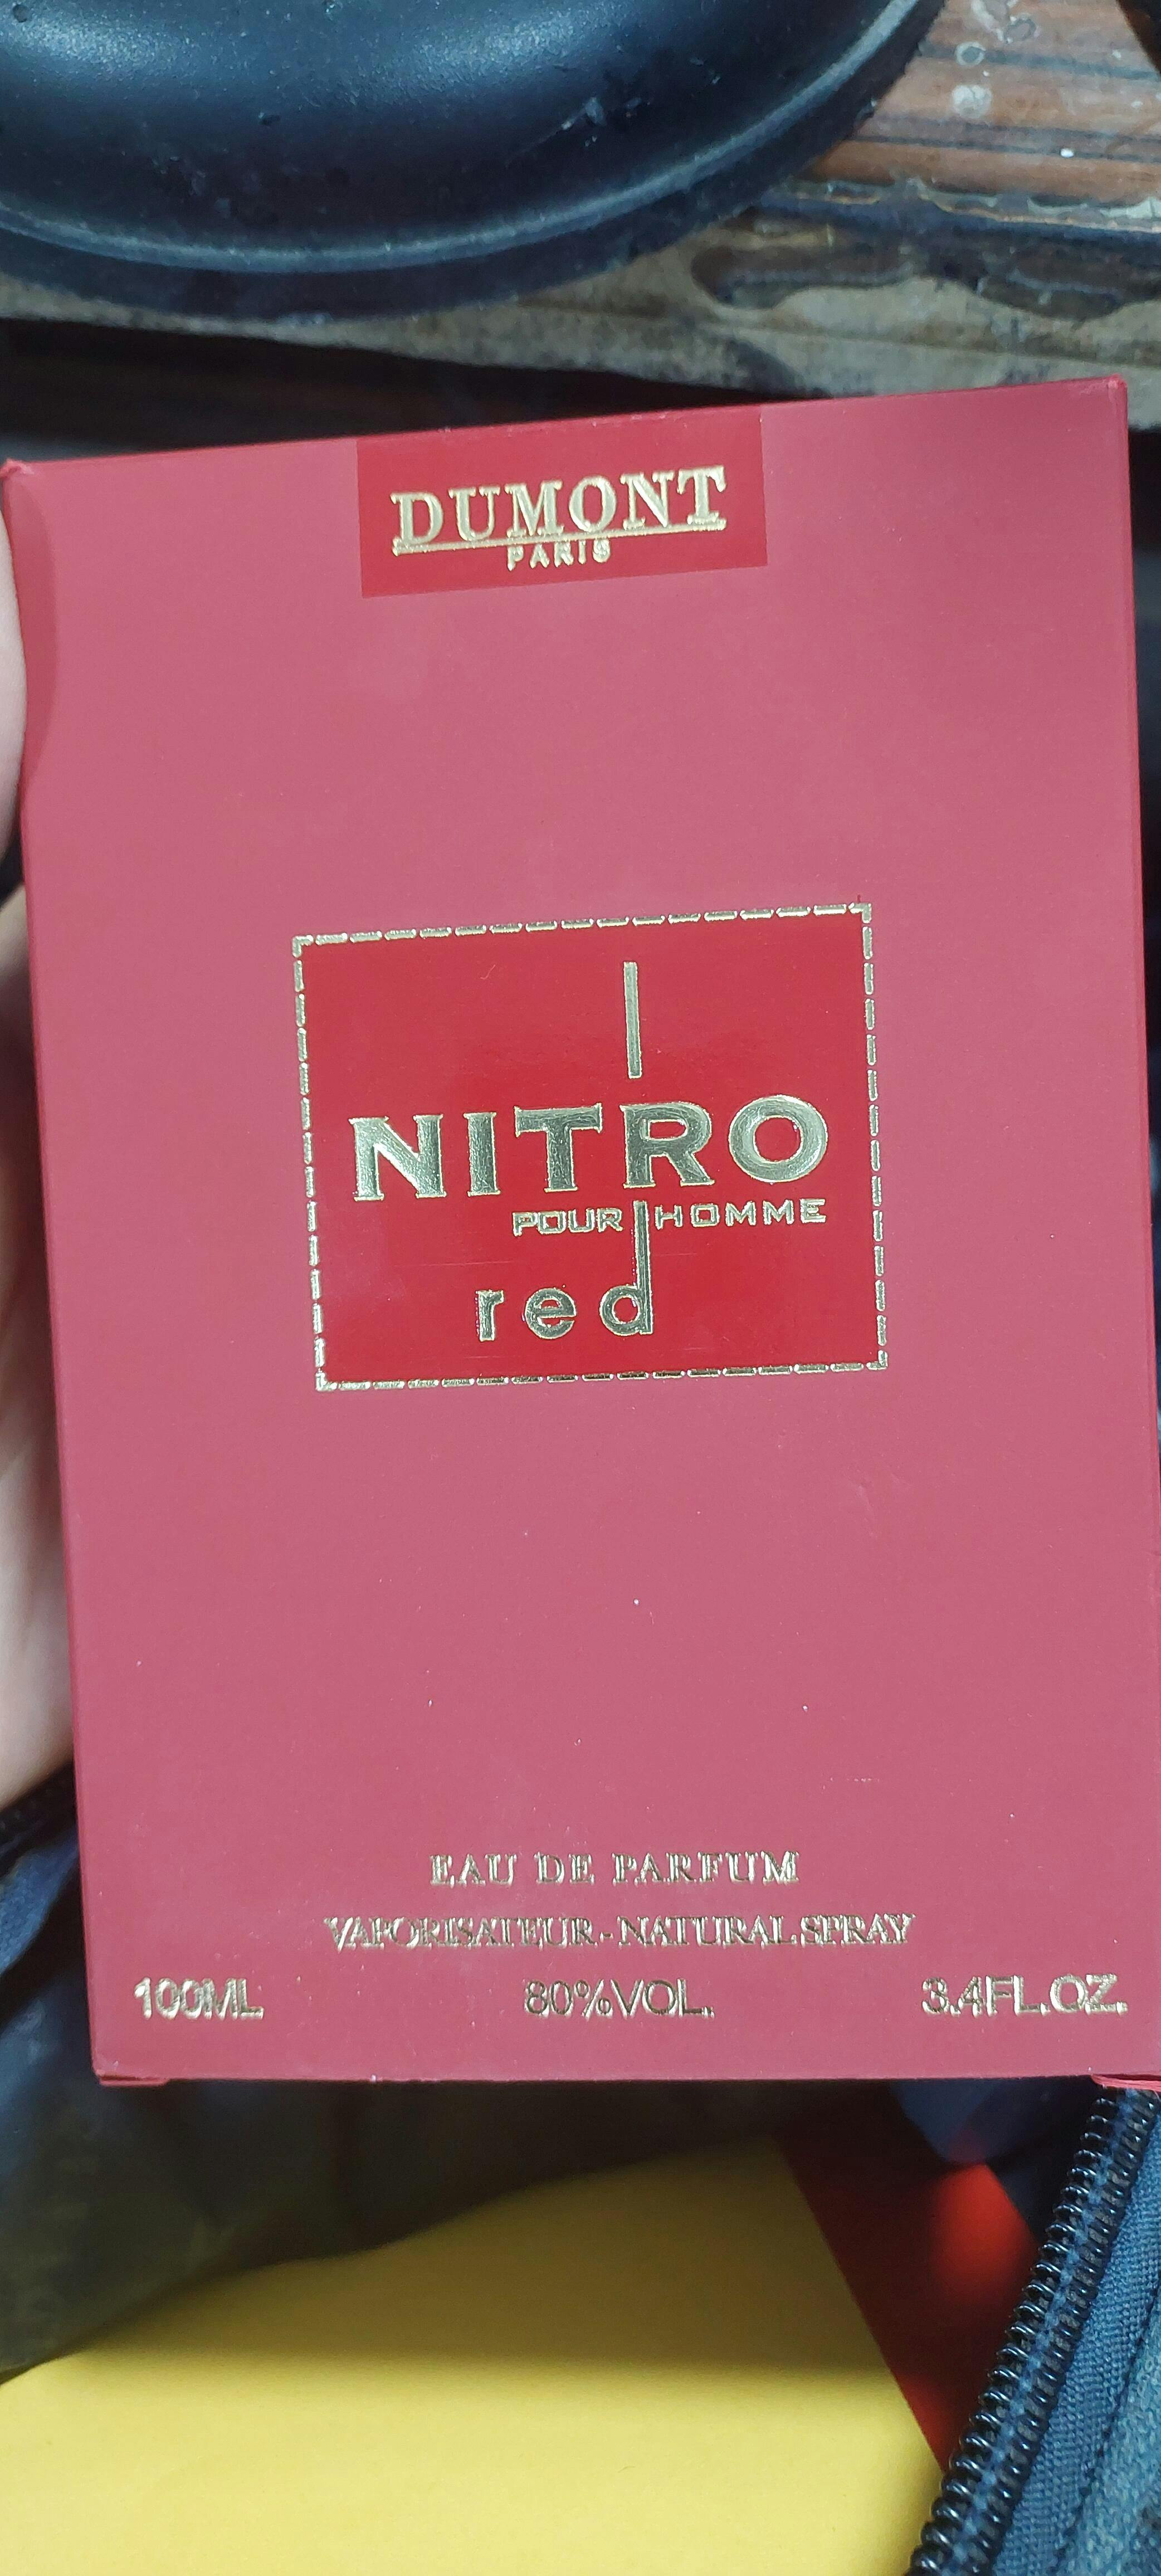 DUMONT
PARIS
NITRO
POUR HOMME
red
EAU DE PARFUM
VAPORISATEUR-NATURAL SPRAY
100ML 80%VOL. 3.4FL.OZ.